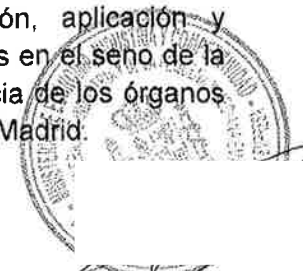 ón, aplicación y
s en el seno de la
cia de los órganos
Madrid.